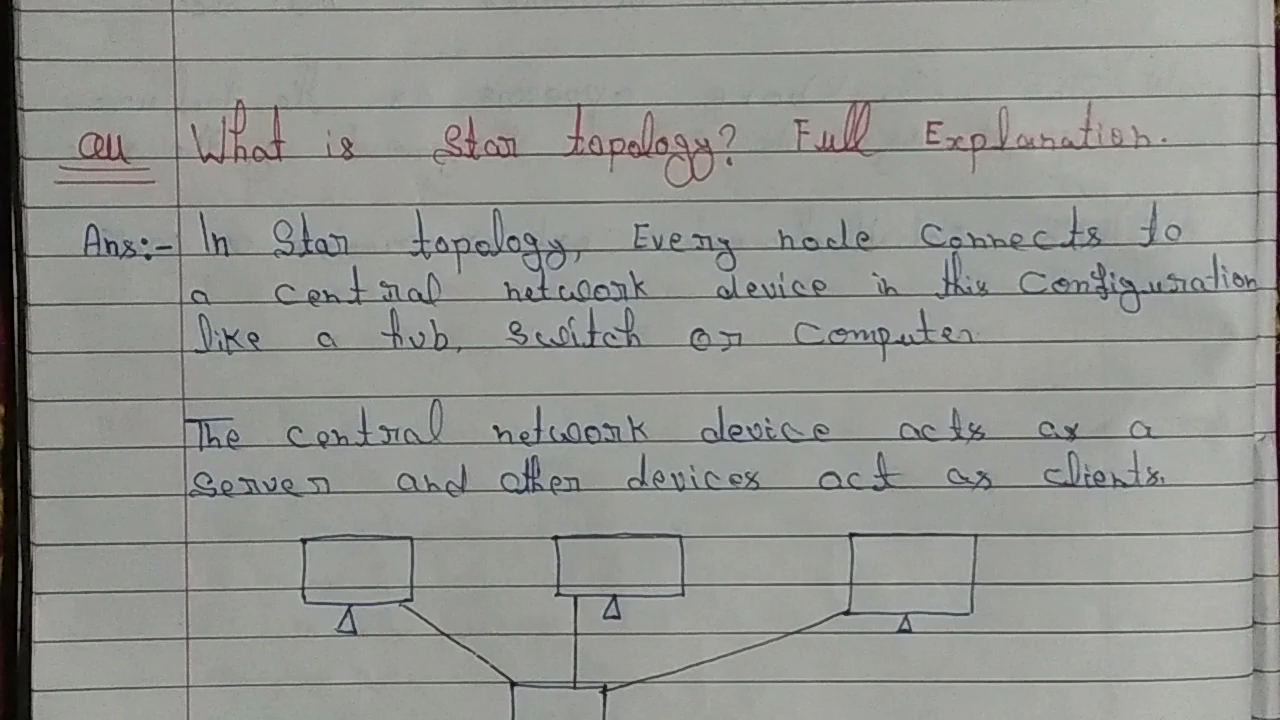 What is Star topology? Full Explanation.
Ans:- In Star topology, Every node connects to
a central network device in this configuration
like a hub, switch or computer
The central network device acts as a
server and other devices act as clients.